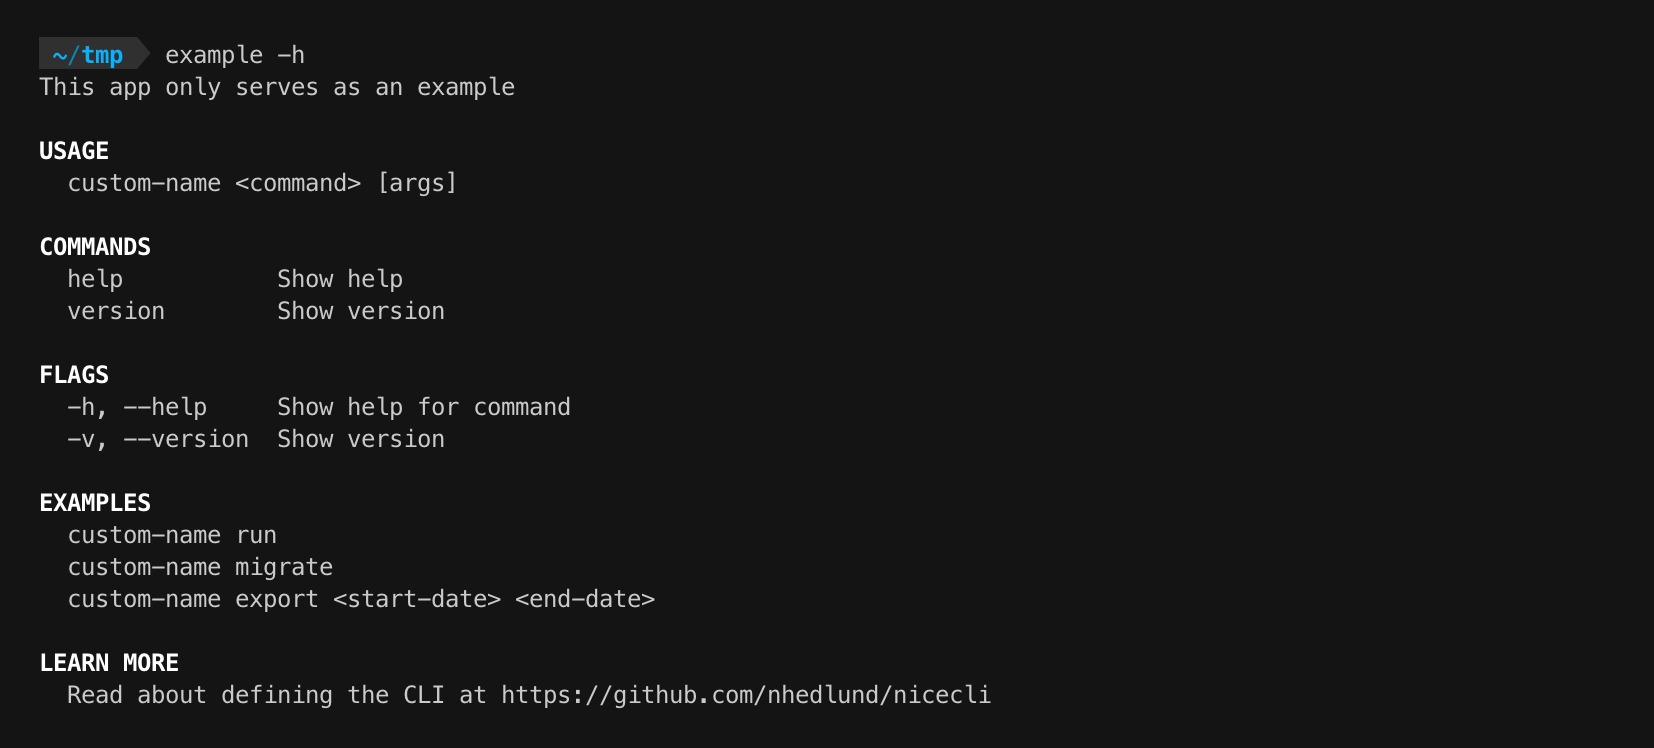 ~/tmp example -h
This app only serves as an example
USAGE
custom-name <command> [args]
COMMANDS
help Show help
version Show version
FLAGS
-h, --help Show help for command
-v, --version Show version
EXAMPLES
custom-name run
custom-name migrate
custom-name export <start-date> <end-date>
LEARN MORE
Read about defining the CLI at https://github.com/nhedlund/nicecli